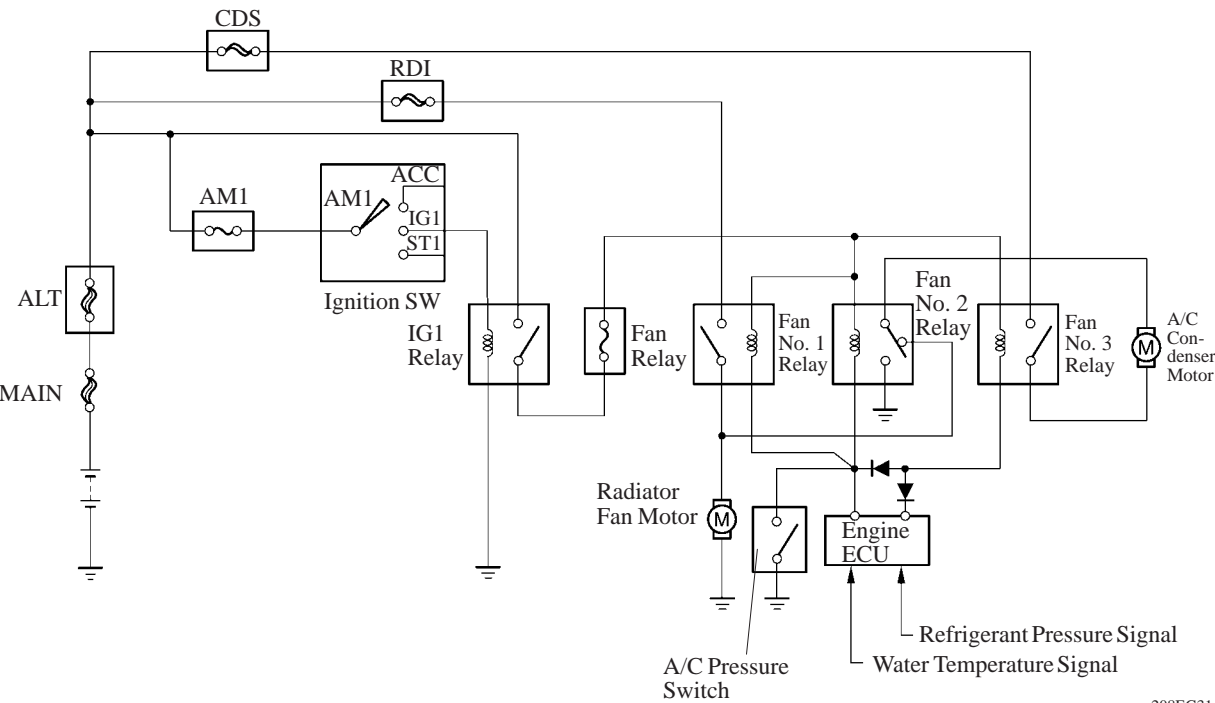 CDS
RDI
ACC
AM1
AM1
IG1
ST1
ALT
Ignition SW
MAIN
IG1
Relay
Fan
Relay
Fan
No. 1
Relay
Fan
No. 2
Relay
Fan
No. 3
Relay
A/C
Con-
denser
Motor
M
Radiator
Fan Motor
M
Engine
ECU
Refrigerant Pressure Signal
Water Temperature Signal
A/C Pressure
Switch